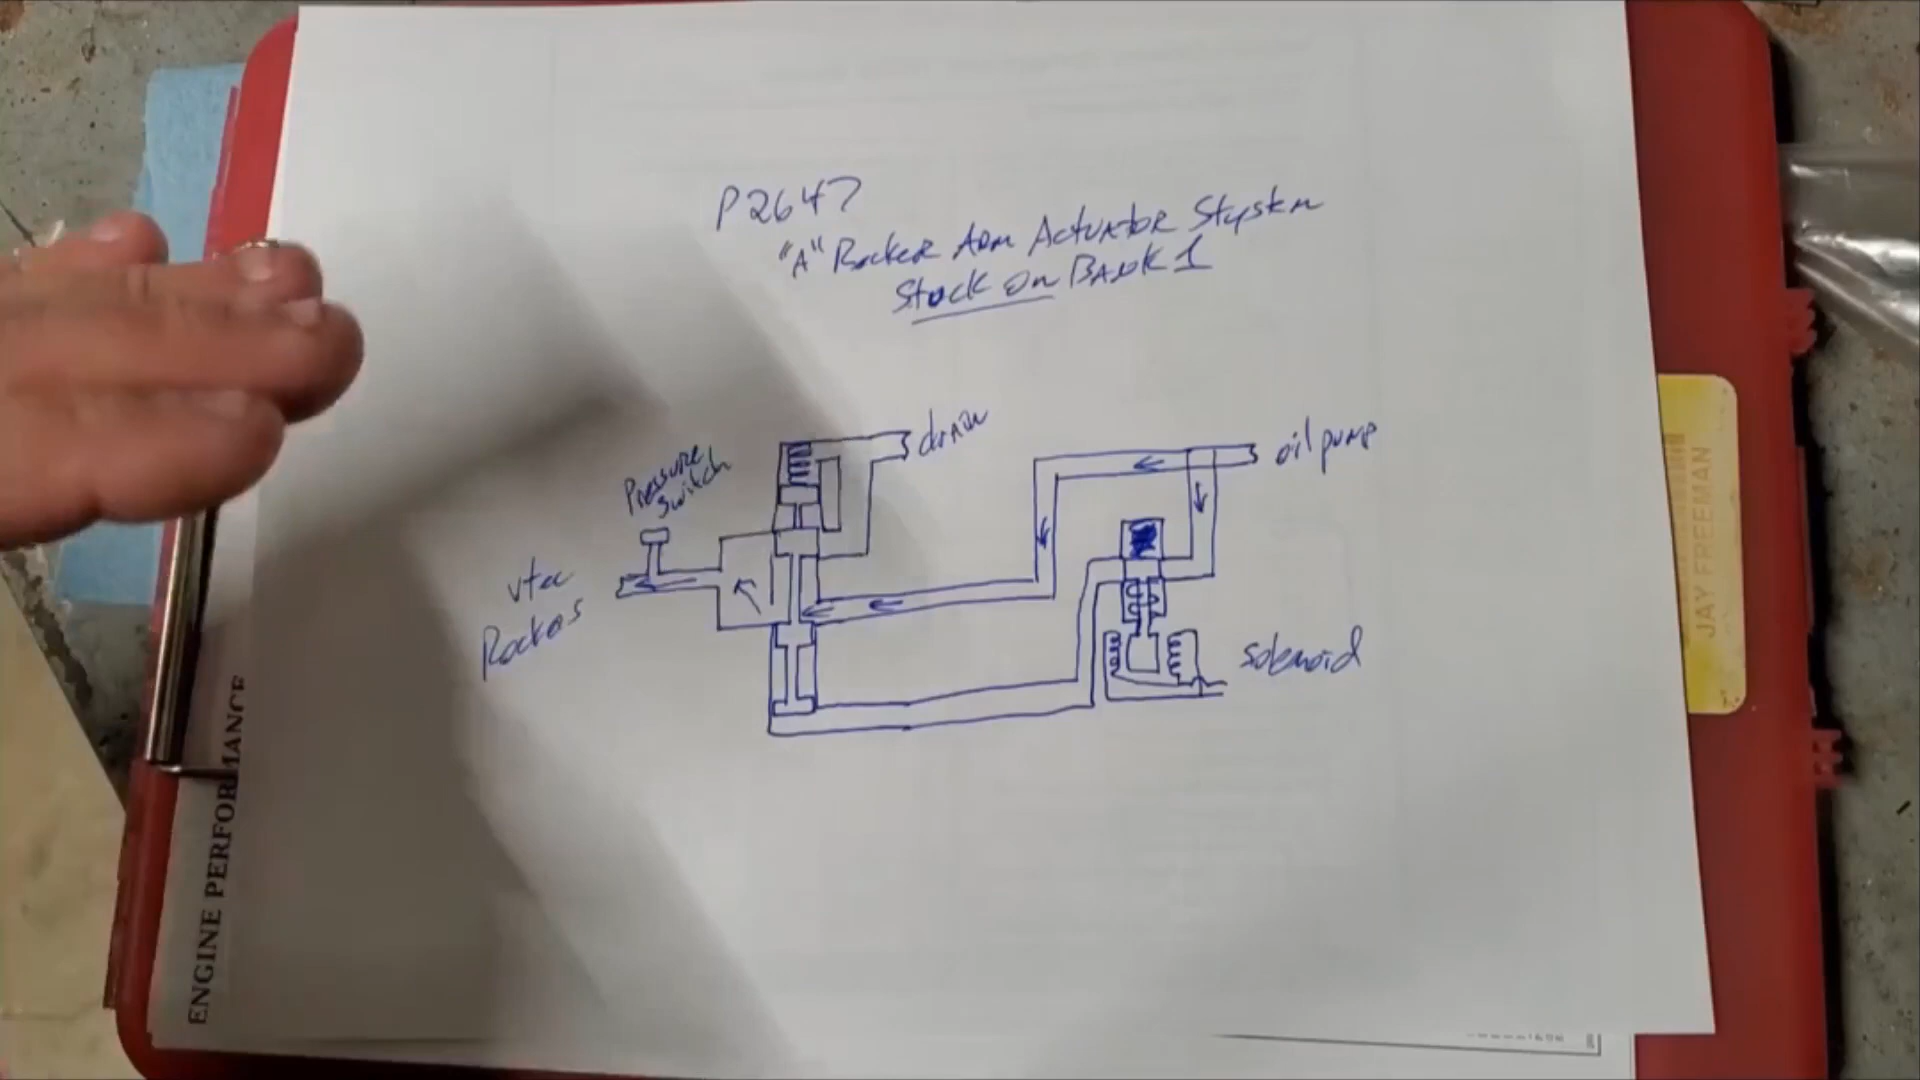 P2647
"A" Rocker Arm Actuator Stystem
Stuck on Bank 1
drain
oil pump
Pressure
Switch
vtec
Rockers
solenoid
ENGINE PERFORMANCE
JAY FREEMAN